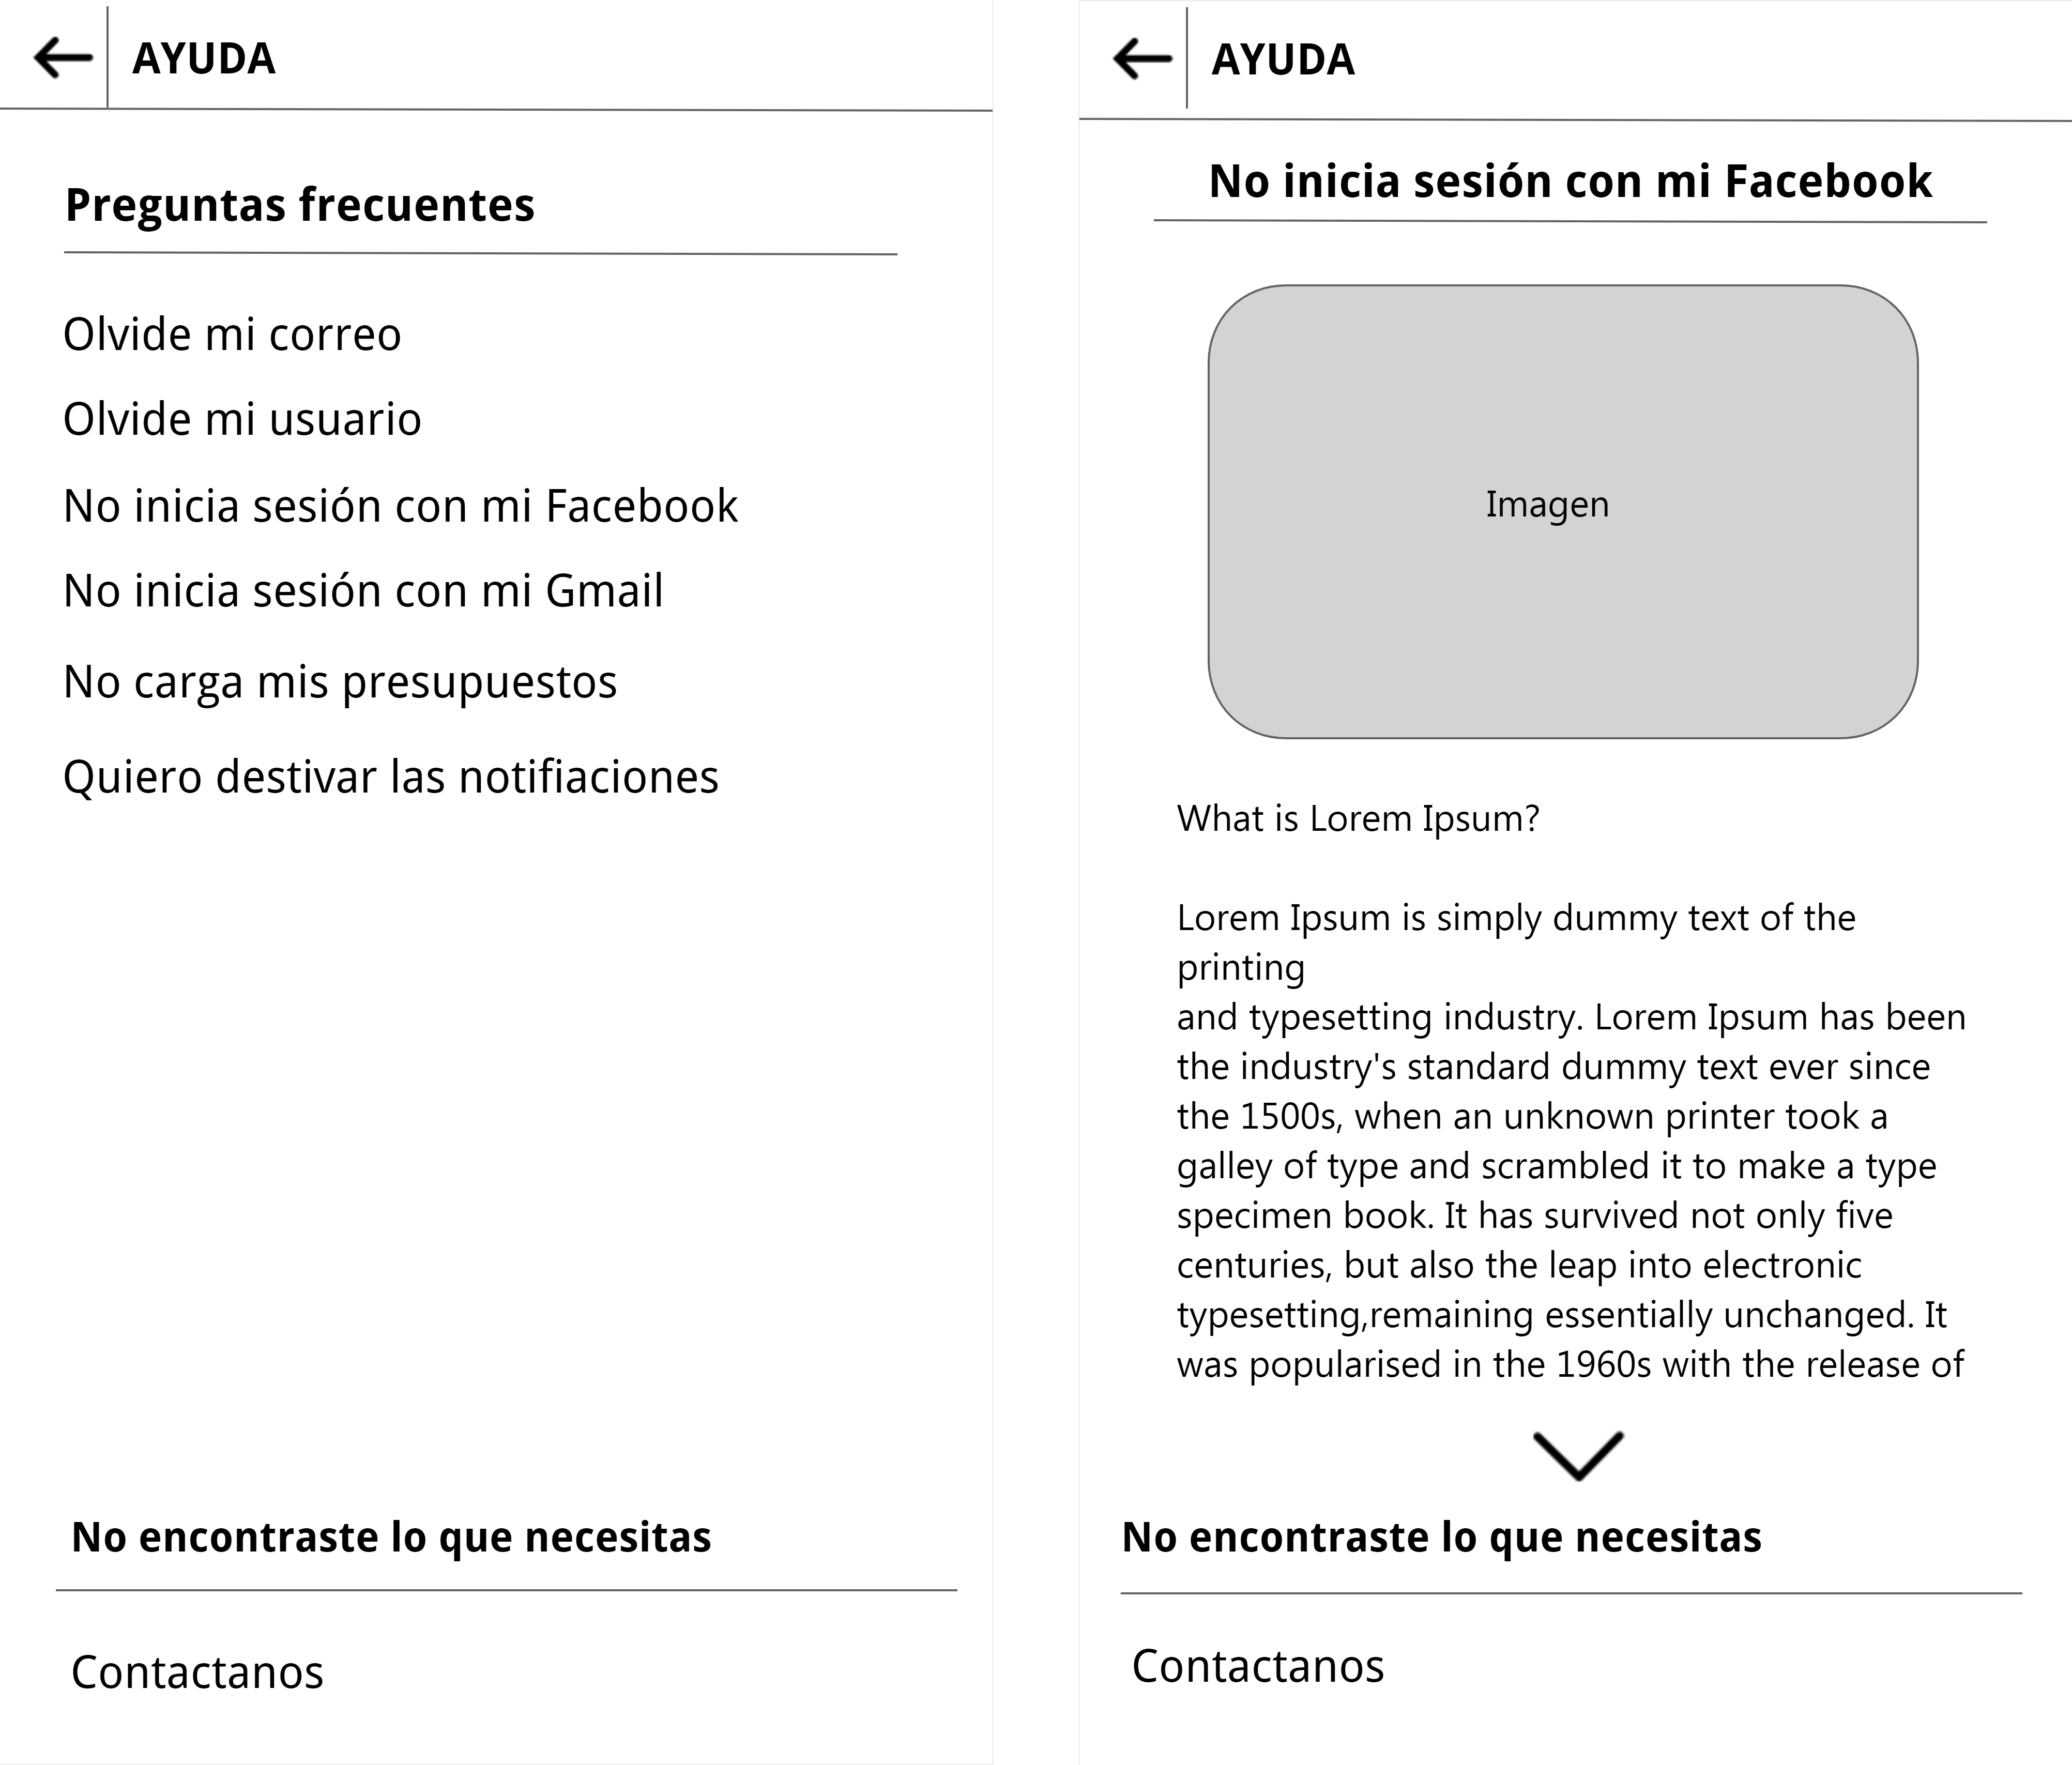 AYUDA
Preguntas frecuentes
Olvide mi correo
Olvide mi usuario
No inicia sesión con mi Facebook
No inicia sesión con mi Gmail
No carga mis presupuestos
Quiero destivar las notifiaciones
No encontraste lo que necesitas
Contactanos
AYUDA
No inicia sesión con mi Facebook
Imagen
What is Lorem Ipsum?
Lorem Ipsum is simply dummy text of the
printing
and typesetting industry. Lorem Ipsum has been
the industry's standard dummy text ever since
the 1500s, when an unknown printer took a
galley of type and scrambled it to make a type
specimen book. It has survived not only five
centuries, but also the leap into electronic
typesetting,remaining essentially unchanged. It
was popularised in the 1960s with the release of
No encontraste lo que necesitas
Contactanos